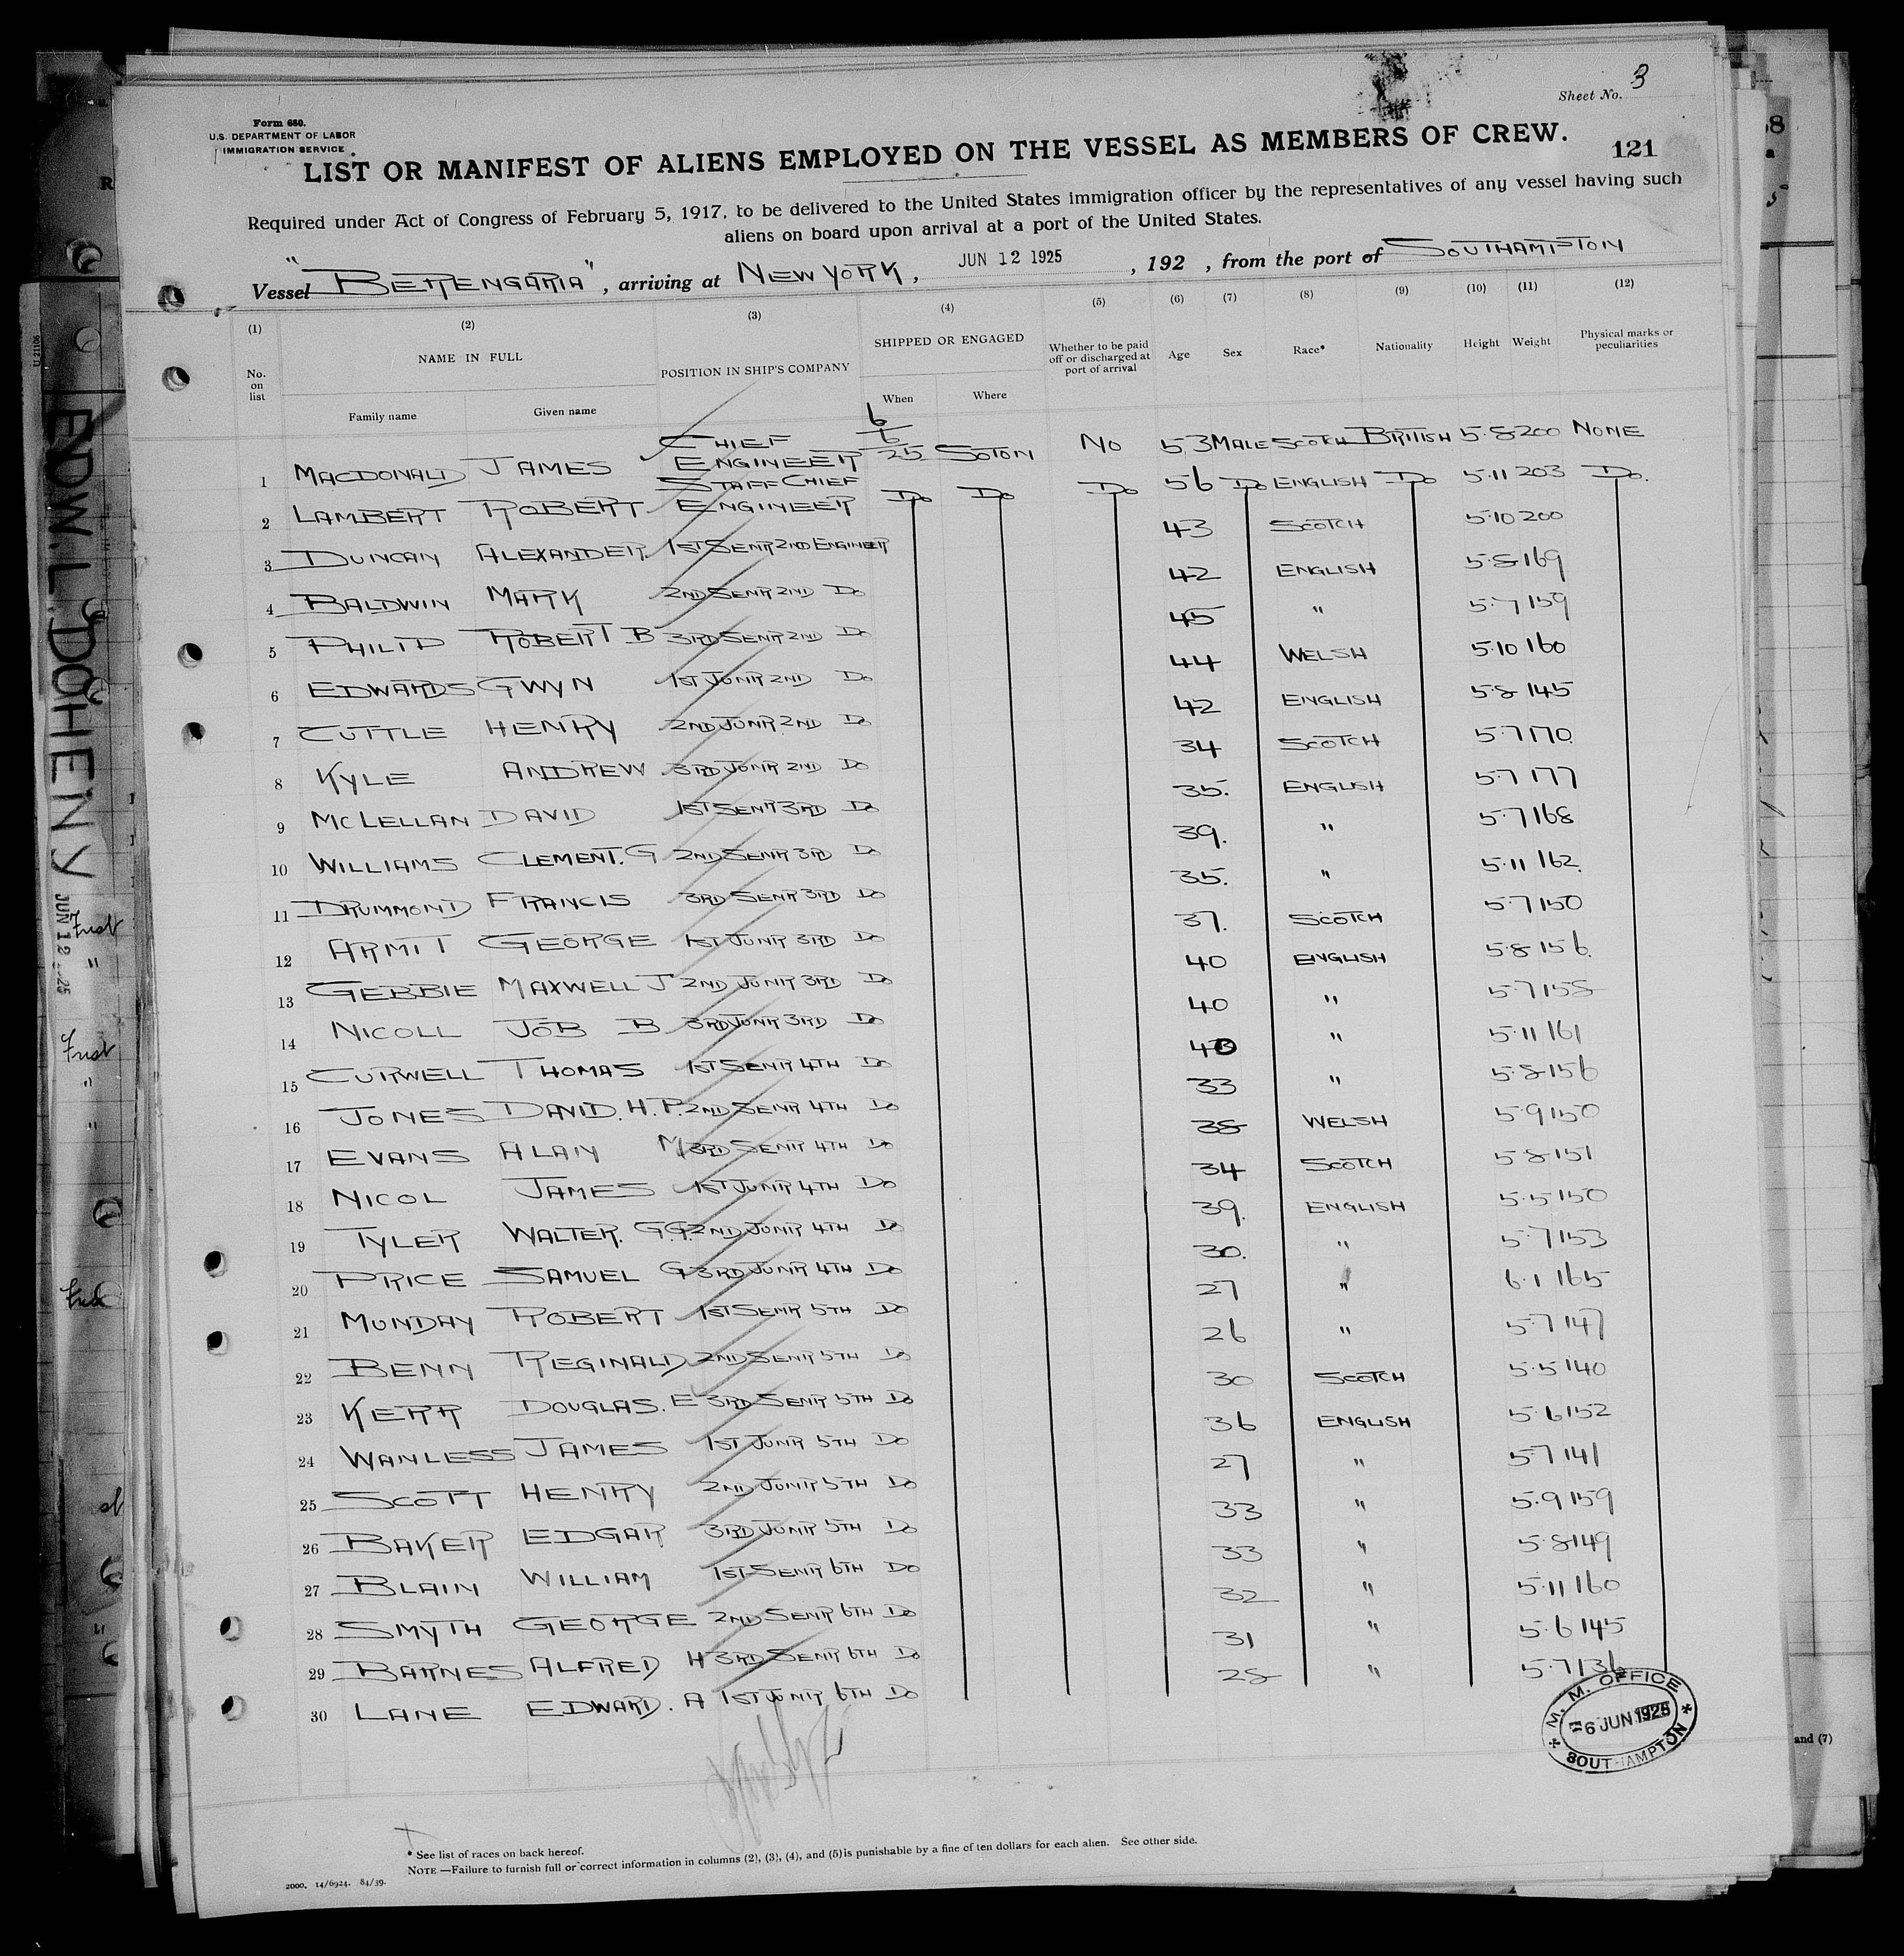 Sheet No. 3
Form 680.
U.S. DEPARTMENT OF LABOR
IMMIGRATION SERVICE
121
LIST OR MANIFEST OF ALIENS EMPLOYED ON THE VESSEL AS MEMBERS OF CREW.
Required under Act of Congress of February 5, 1917, to be delivered to the United States immigration officer by the representatives of any vessel having such
aliens on board upon arrival at a port of the United States.
Vessel "BERENGARIA", arriving at NEW YORK, JUN 12 1925, 192 , from the port of SOUTHAMPTON
(1) (2) (3) (4) (5) (6) (7) (8) (9) (10) (11) (12)
No. on list NAME IN FULL POSITION IN SHIP'S COMPANY SHIPPED OR ENGAGED Whether to be paid off or discharged at port of arrival Age Sex Race* Nationality Height Weight Physical marks or peculiarities
Family name Given name When Where
1 MACDONALD JAMES CHIEF ENGINEER 6/6/25 SOTON NO 53 MALE SCOTCH BRITISH 5.8 200 NONE
2 LAMBERT ROBERT STAFF CHIEF ENGINEER DO DO DO 56 DO ENGLISH DO 5.11 203 DO.
3 DUNCAN ALEXANDER. 1ST SENR 2ND ENGINEER 43 SCOTCH 5.10 200
4 BALDWIN MARK 2ND SENR 2ND DO 42 ENGLISH 5.8 169
5 PHILIP ROBERT B 3RD SENR 2ND DO 45 " 5.7 159
6 EDWARDS GWYN 1ST JUNR 2ND DO 44 WELSH 5.10 160
7 CUTTLE HENRY 2ND JUNR 2ND DO 42 ENGLISH 5.8 145
8 KYLE ANDREW 3RD JUNR 2ND DO 34 SCOTCH 5.7 170.
9 MCLELLAN DAVID 1ST SENR 3RD DO 35. ENGLISH 5.7 177
10 WILLIAMS CLEMENT. G 2ND SENR 3RD DO 39. " 5.7 168
11 DRUMMOND FRANCIS 3RD SENR 3RD DO 35. " 5.11 162.
12 ARMIT GEORGE 1ST JUNR 3RD DO 37. SCOTCH 5.7 150
13 GEBBIE MAXWELL J 2ND JUNR 3RD DO 40 ENGLISH 5.8 156.
14 NICOLL JOB B 3RD JUNR 3RD DO 40 " 5.7 158
15 CURWELL THOMAS 1ST SENR 4TH DO 40 " 5.11 161
16 JONES DAVID. H. P. 2ND SENR 4TH DO 33 " 5.8 156
17 EVANS ALAN M 3RD SENR 4TH DO 38 WELSH 5.9 150
18 NICOL JAMES 1ST JUNR 4TH DO 34 SCOTCH 5.8 151
19 TYLER WALTER. G.G. 2ND JUNR 4TH DO 39. ENGLISH 5.5 150
20 PRICE SAMUEL G 3RD JUNR 4TH DO 30. " 5.7 153
21 MUNDAY ROBERT 1ST SENR 5TH DO 27 " 6.1 165
22 BENN REGINALD 2ND SENR 5TH DO 26 " 5.7 147
23 KERR DOUGLAS. E 3RD SENR 5TH DO 30 SCOTCH 5.5 140
24 WANLESS JAMES 1ST JUNR 5TH DO 36 ENGLISH 5.6 152
25 SCOTT HENRY 2ND JUNR 5TH DO 27 " 5.7 141
26 BAKER EDGAR 3RD JUNR 5TH DO 33 " 5.9 159
27 BLAIN WILLIAM 1ST SENR 6TH DO 33 " 5.8 149
28 SMYTH GEORGE 2ND SENR 6TH DO 32 " 5.11 160
29 BARNES ALFRED H 3RD SENR 6TH DO 31 " 5.6 145
30 LANE EDWARD. A 1ST JUNR 6TH DO 28 " 5.7 136
M. M. OFFICE
6 JUN 1925
SOUTHAMPTON
* See list of races on back hereof.
NOTE.—Failure to furnish full or correct information in columns (2), (3), (4), and (5) is punishable by a fine of ten dollars for each alien. See other side.
2000. 14/6924. 84/39.
EDW. L. DOHENY
JUN 12 1925
and (7)